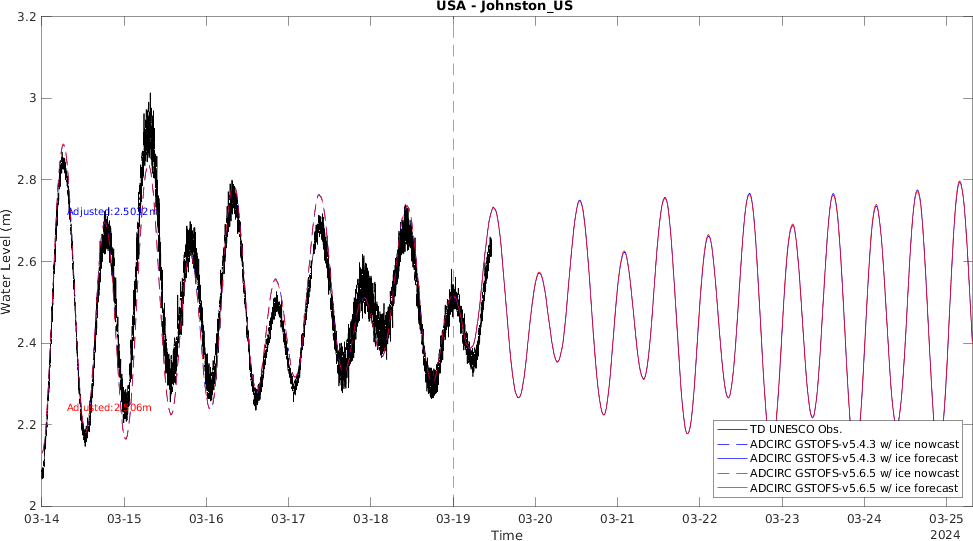 USA - Johnston_US
Water Level (m)
3.2
3
2.8
2.6
2.4
2.2
2
Adjusted:2.5032m
03-14
03-15
03-16
03-17
03-18
03-19
03-20
03-21
03-22
03-23
03-24
03-25
2024
Time
TD UNESCO Obs.
ADCIRC GSTOFS-v5.4.3 w/ ice nowcast
ADCIRC GSTOFS-v5.4.3 w/ ice forecast
ADCIRC GSTOFS-v5.6.5 w/ ice nowcast
ADCIRC GSTOFS-v5.6.5 w/ ice forecast